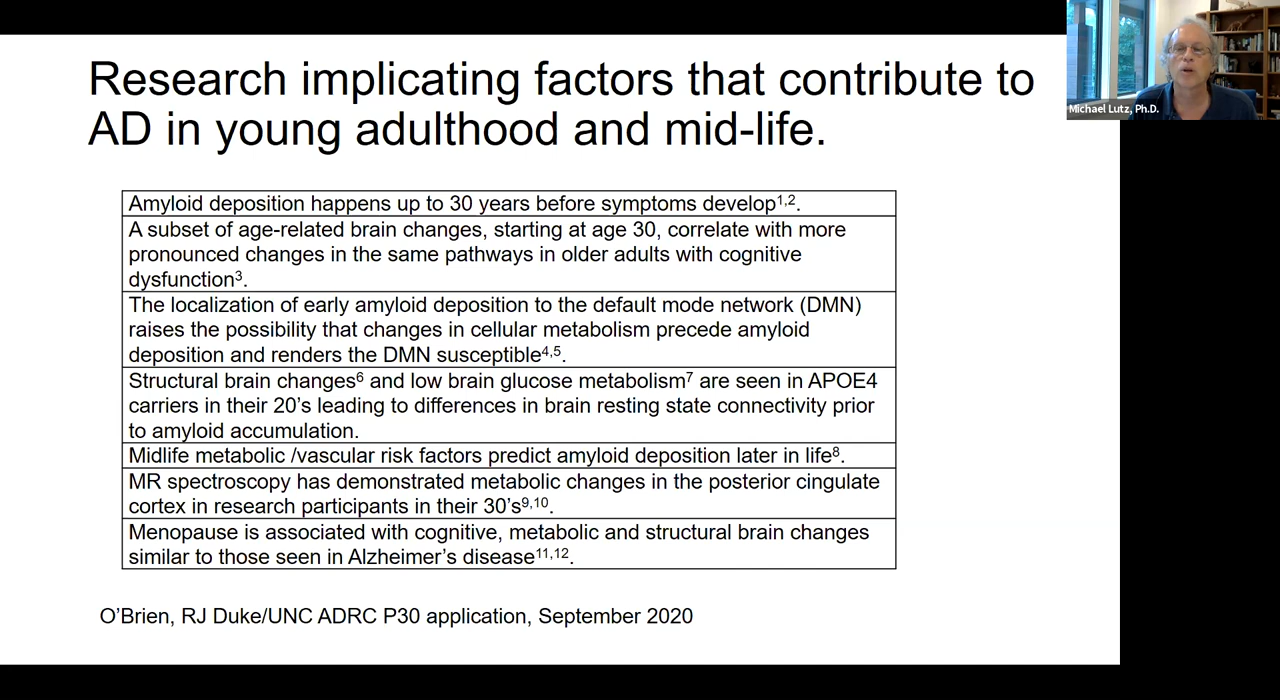 Research implicating factors that contribute to
AD in young adulthood and mid-life.
Amyloid deposition happens up to 30 years before symptoms develop¹,².
A subset of age-related brain changes, starting at age 30, correlate with more
pronounced changes in the same pathways in older adults with cognitive
dysfunction³.
The localization of early amyloid deposition to the default mode network (DMN)
raises the possibility that changes in cellular metabolism precede amyloid
deposition and renders the DMN susceptible⁴,⁵.
Structural brain changes⁶ and low brain glucose metabolism⁷ are seen in APOE4
carriers in their 20’s leading to differences in brain resting state connectivity prior
to amyloid accumulation.
Midlife metabolic /vascular risk factors predict amyloid deposition later in life⁸.
MR spectroscopy has demonstrated metabolic changes in the posterior cingulate
cortex in research participants in their 30’s⁹,¹⁰.
Menopause is associated with cognitive, metabolic and structural brain changes
similar to those seen in Alzheimer’s disease¹¹,¹².
O’Brien, RJ Duke/UNC ADRC P30 application, September 2020
Michael Lutz, Ph.D.